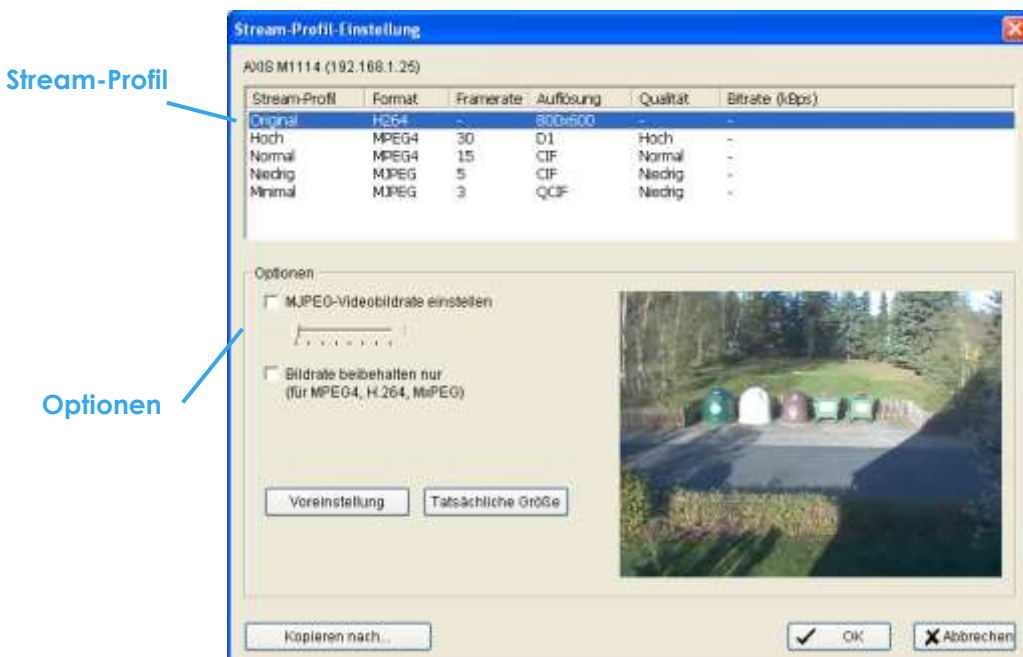 Stream-Profil-Einstellung
AXIS M1114 (192.168.1.25)
Stream-Profil
Stream-Profil Format Framerate Auflösung Qualität Bitrate (kBps)
Original H264 - 800x600 - -
Hoch MPEG4 30 D1 Hoch -
Normal MPEG4 15 CIF Normal -
Niedrig MJPEG 5 CIF Niedrig -
Minimal MJPEG 3 QCIF Niedrig -
Optionen
MJPEG-Videobildrate einstellen
Bildrate beibehalten nur
(für MPEG4, H.264, MxPEG)
Optionen
Voreinstellung Tatsächliche Größe
Kopieren nach... OK Abbrechen